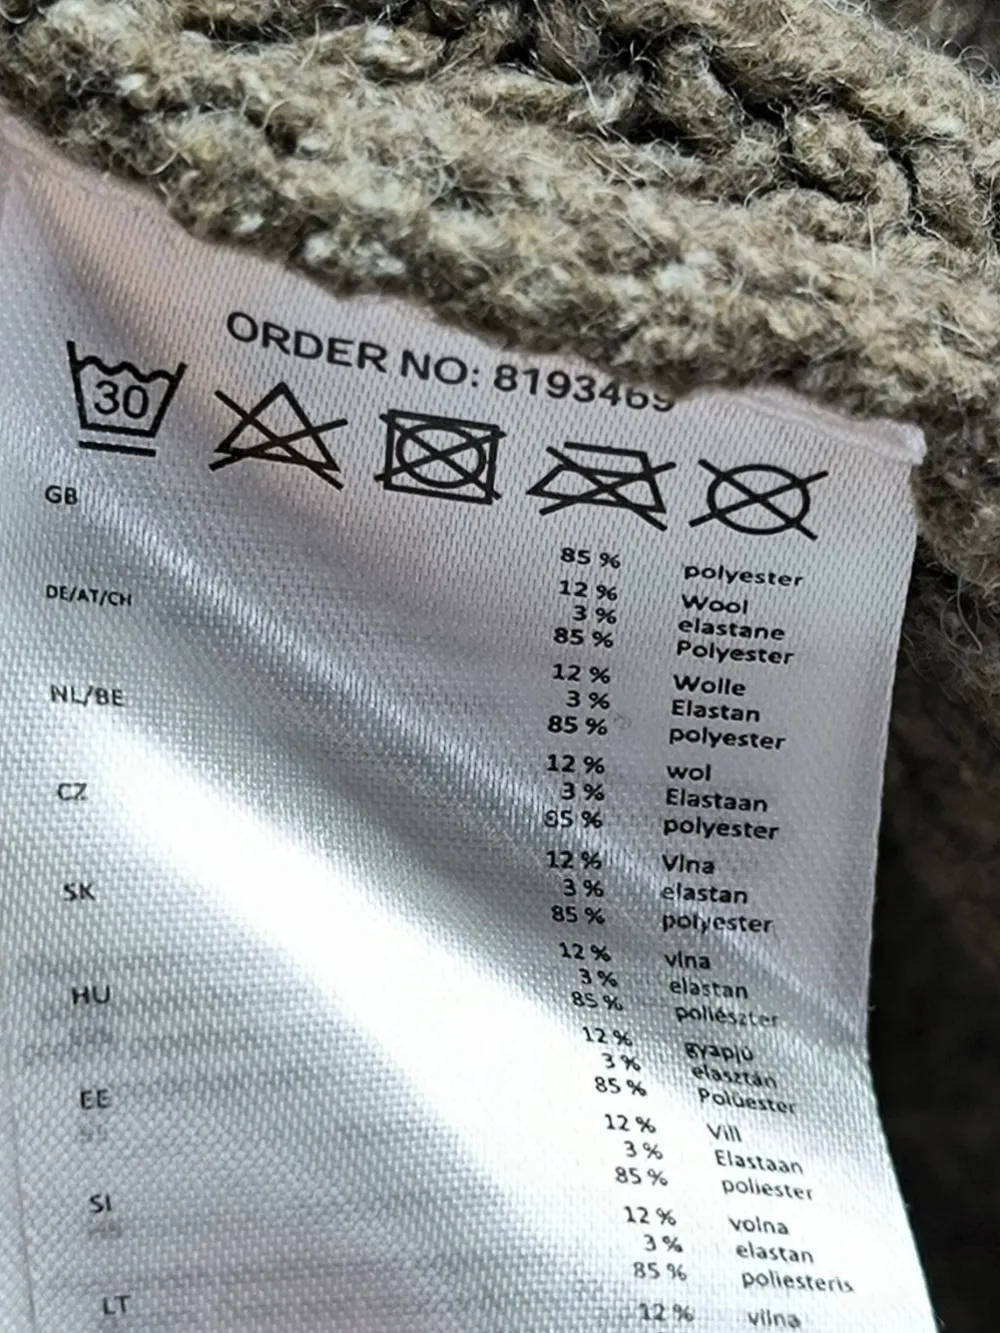 ORDER NO: 8193469
30
GB
85 % polyester
12 % Wool
3 % elastane
DE/AT/CH
85 % Polyester
12 % Wolle
3 % Elastan
NL/BE
85 % polyester
12 % wol
3 % Elastaan
CZ
85 % polyester
12 % Vlna
3 % elastan
SK
85 % polyester
12 % vlna
3 % elastan
HU
85 % poliészter
12 % gyapjú
3 % elasztán
EE
85 % Polüester
12 % Vill
3 % Elastaan
SI
85 % poliester
12 % volna
3 % elastan
LT
85 % poliesteris
12 % vilna